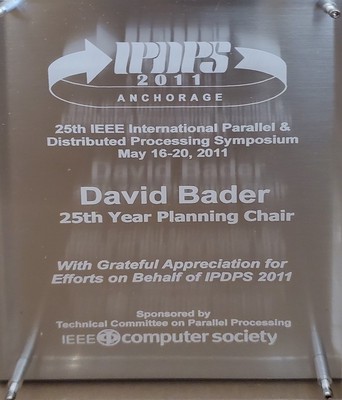 IPDPS
2011
ANCHORAGE
25th IEEE International Parallel &
Distributed Processing Symposium
May 16-20, 2011
David Bader
25th Year Planning Chair
With Grateful Appreciation for
Efforts on Behalf of IPDPS 2011
Sponsored by
Technical Committee on Parallel Processing
IEEE computer society